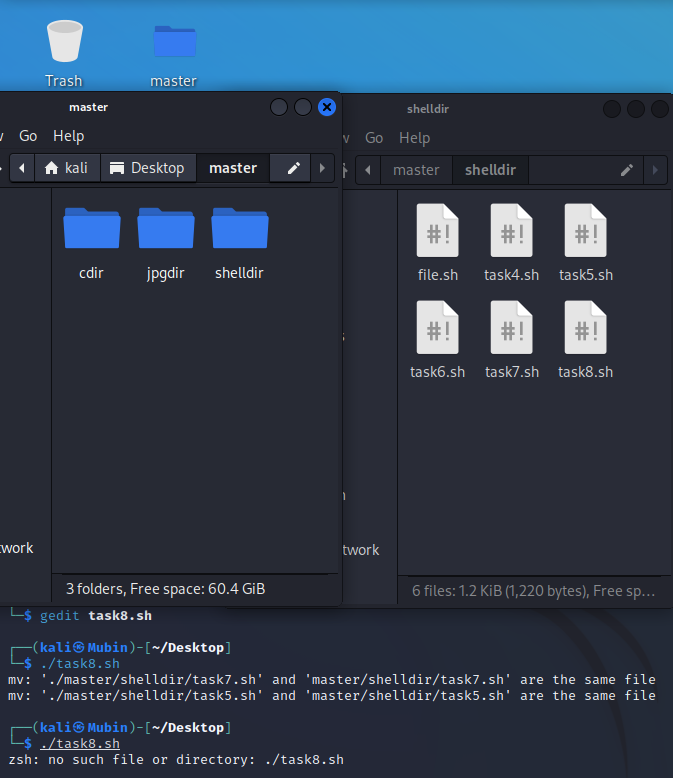 Trash
master
master
shelldir
w Go Help
w Go Help
kali Desktop master
master shelldir
cdir jpgdir shelldir
#! #! #!
file.sh task4.sh task5.sh
#! #! #!
task6.sh task7.sh task8.sh
s
n
twork
twork
3 folders, Free space: 60.4 GiB
6 files: 1.2 KiB (1,220 bytes), Free sp…
└─$ gedit task8.sh
┌──(kali㉿Mubin)-[~/Desktop]
└─$ ./task8.sh
mv: './master/shelldir/task7.sh' and 'master/shelldir/task7.sh' are the same file
mv: './master/shelldir/task5.sh' and 'master/shelldir/task5.sh' are the same file
┌──(kali㉿Mubin)-[~/Desktop]
└─$ ./task8.sh
zsh: no such file or directory: ./task8.sh